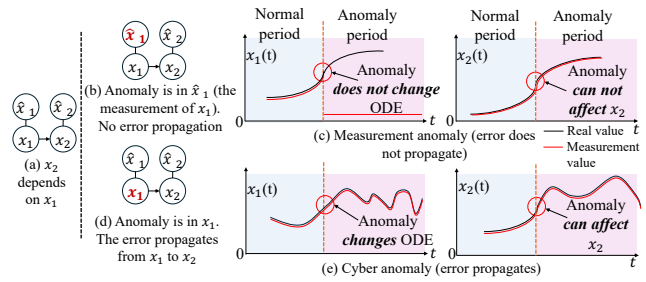 x̂ 1 x̂ 2
x1 x2
(a) x2
depends
on x1
x̂ 1 x̂ 2
x1 x2
(b) Anomaly is in x̂ 1 (the
measurement of x1).
No error propagation
x̂ 1 x̂ 2
x1 x2
(d) Anomaly is in x1.
The error propagates
from x1 to x2
Normal
period
Anomaly
period
x1(t)
Anomaly
does not change
ODE
0
t
Normal
period
Anomaly
period
x2(t)
Anomaly
can not
affect x2
0
t
(c) Measurement anomaly (error does
not propagate)
Real value
Measurement
value
x1(t)
Anomaly
changes ODE
0
t
x2(t)
Anomaly
can affect
x2
0
t
(e) Cyber anomaly (error propagates)